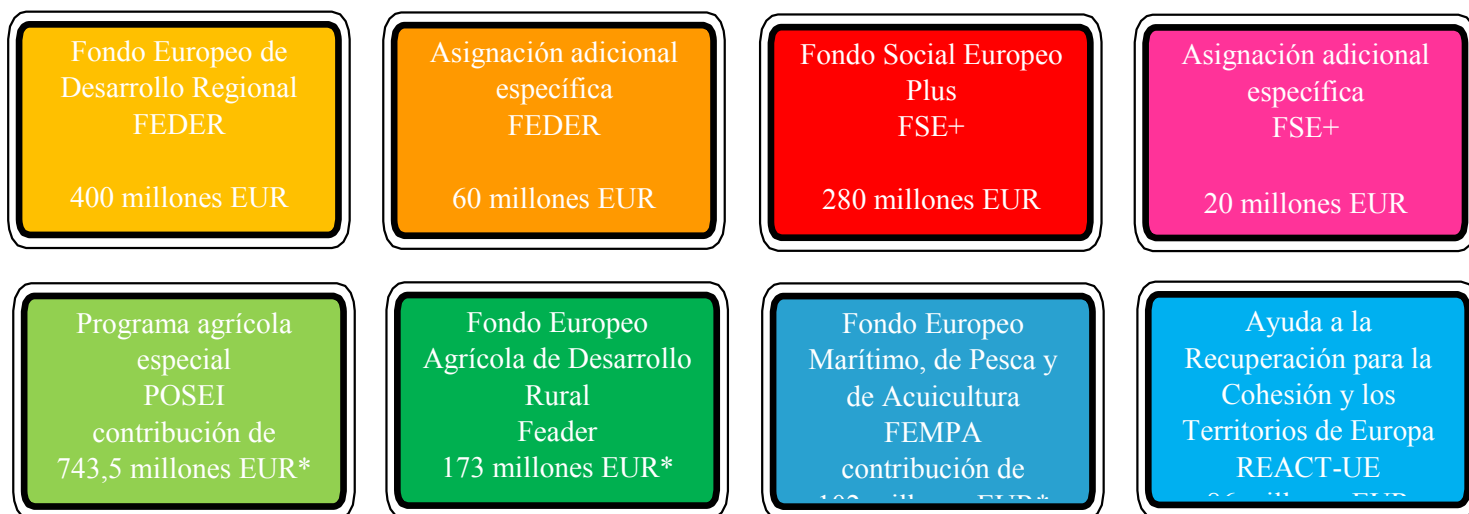 Fondo Europeo de
Desarrollo Regional
FEDER
400 millones EUR
Asignación adicional
específica
FEDER
60 millones EUR
Fondo Social Europeo
Plus
FSE+
280 millones EUR
Asignación adicional
específica
FSE+
20 millones EUR
Programa agrícola
especial
POSEI
contribución de
743,5 millones EUR*
Fondo Europeo
Agrícola de Desarrollo
Rural
Feader
173 millones EUR*
Fondo Europeo
Marítimo, de Pesca y
de Acuicultura
FEMPA
contribución de
millones EUR*
Ayuda a la
Recuperación para la
Cohesión y los
Territorios de Europa
REACT-UE